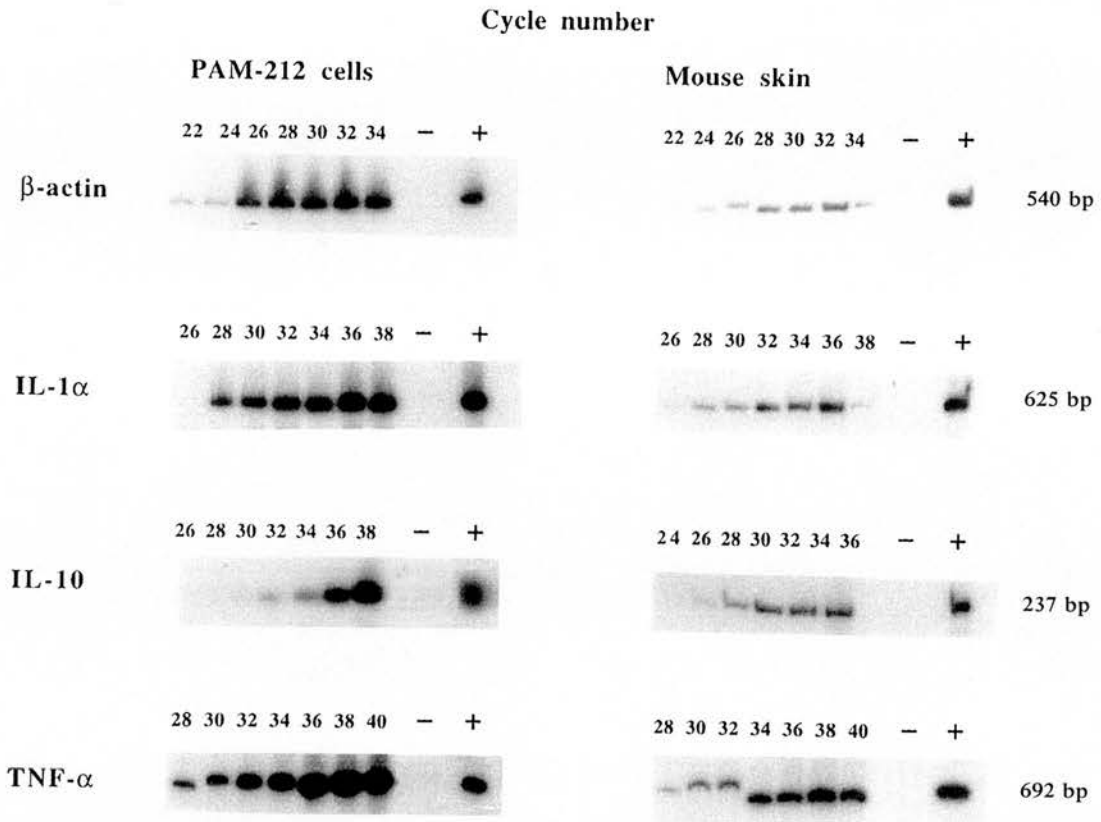 Cycle number
PAM-212 cells
Mouse skin
22 24 26 28 30 32 34 − +
22 24 26 28 30 32 34 − +
β-actin
540 bp
26 28 30 32 34 36 38 − +
26 28 30 32 34 36 38 − +
IL-1α
625 bp
26 28 30 32 34 36 38 − +
24 26 28 30 32 34 36 − +
IL-10
237 bp
28 30 32 34 36 38 40 − +
28 30 32 34 36 38 40 − +
TNF-α
692 bp